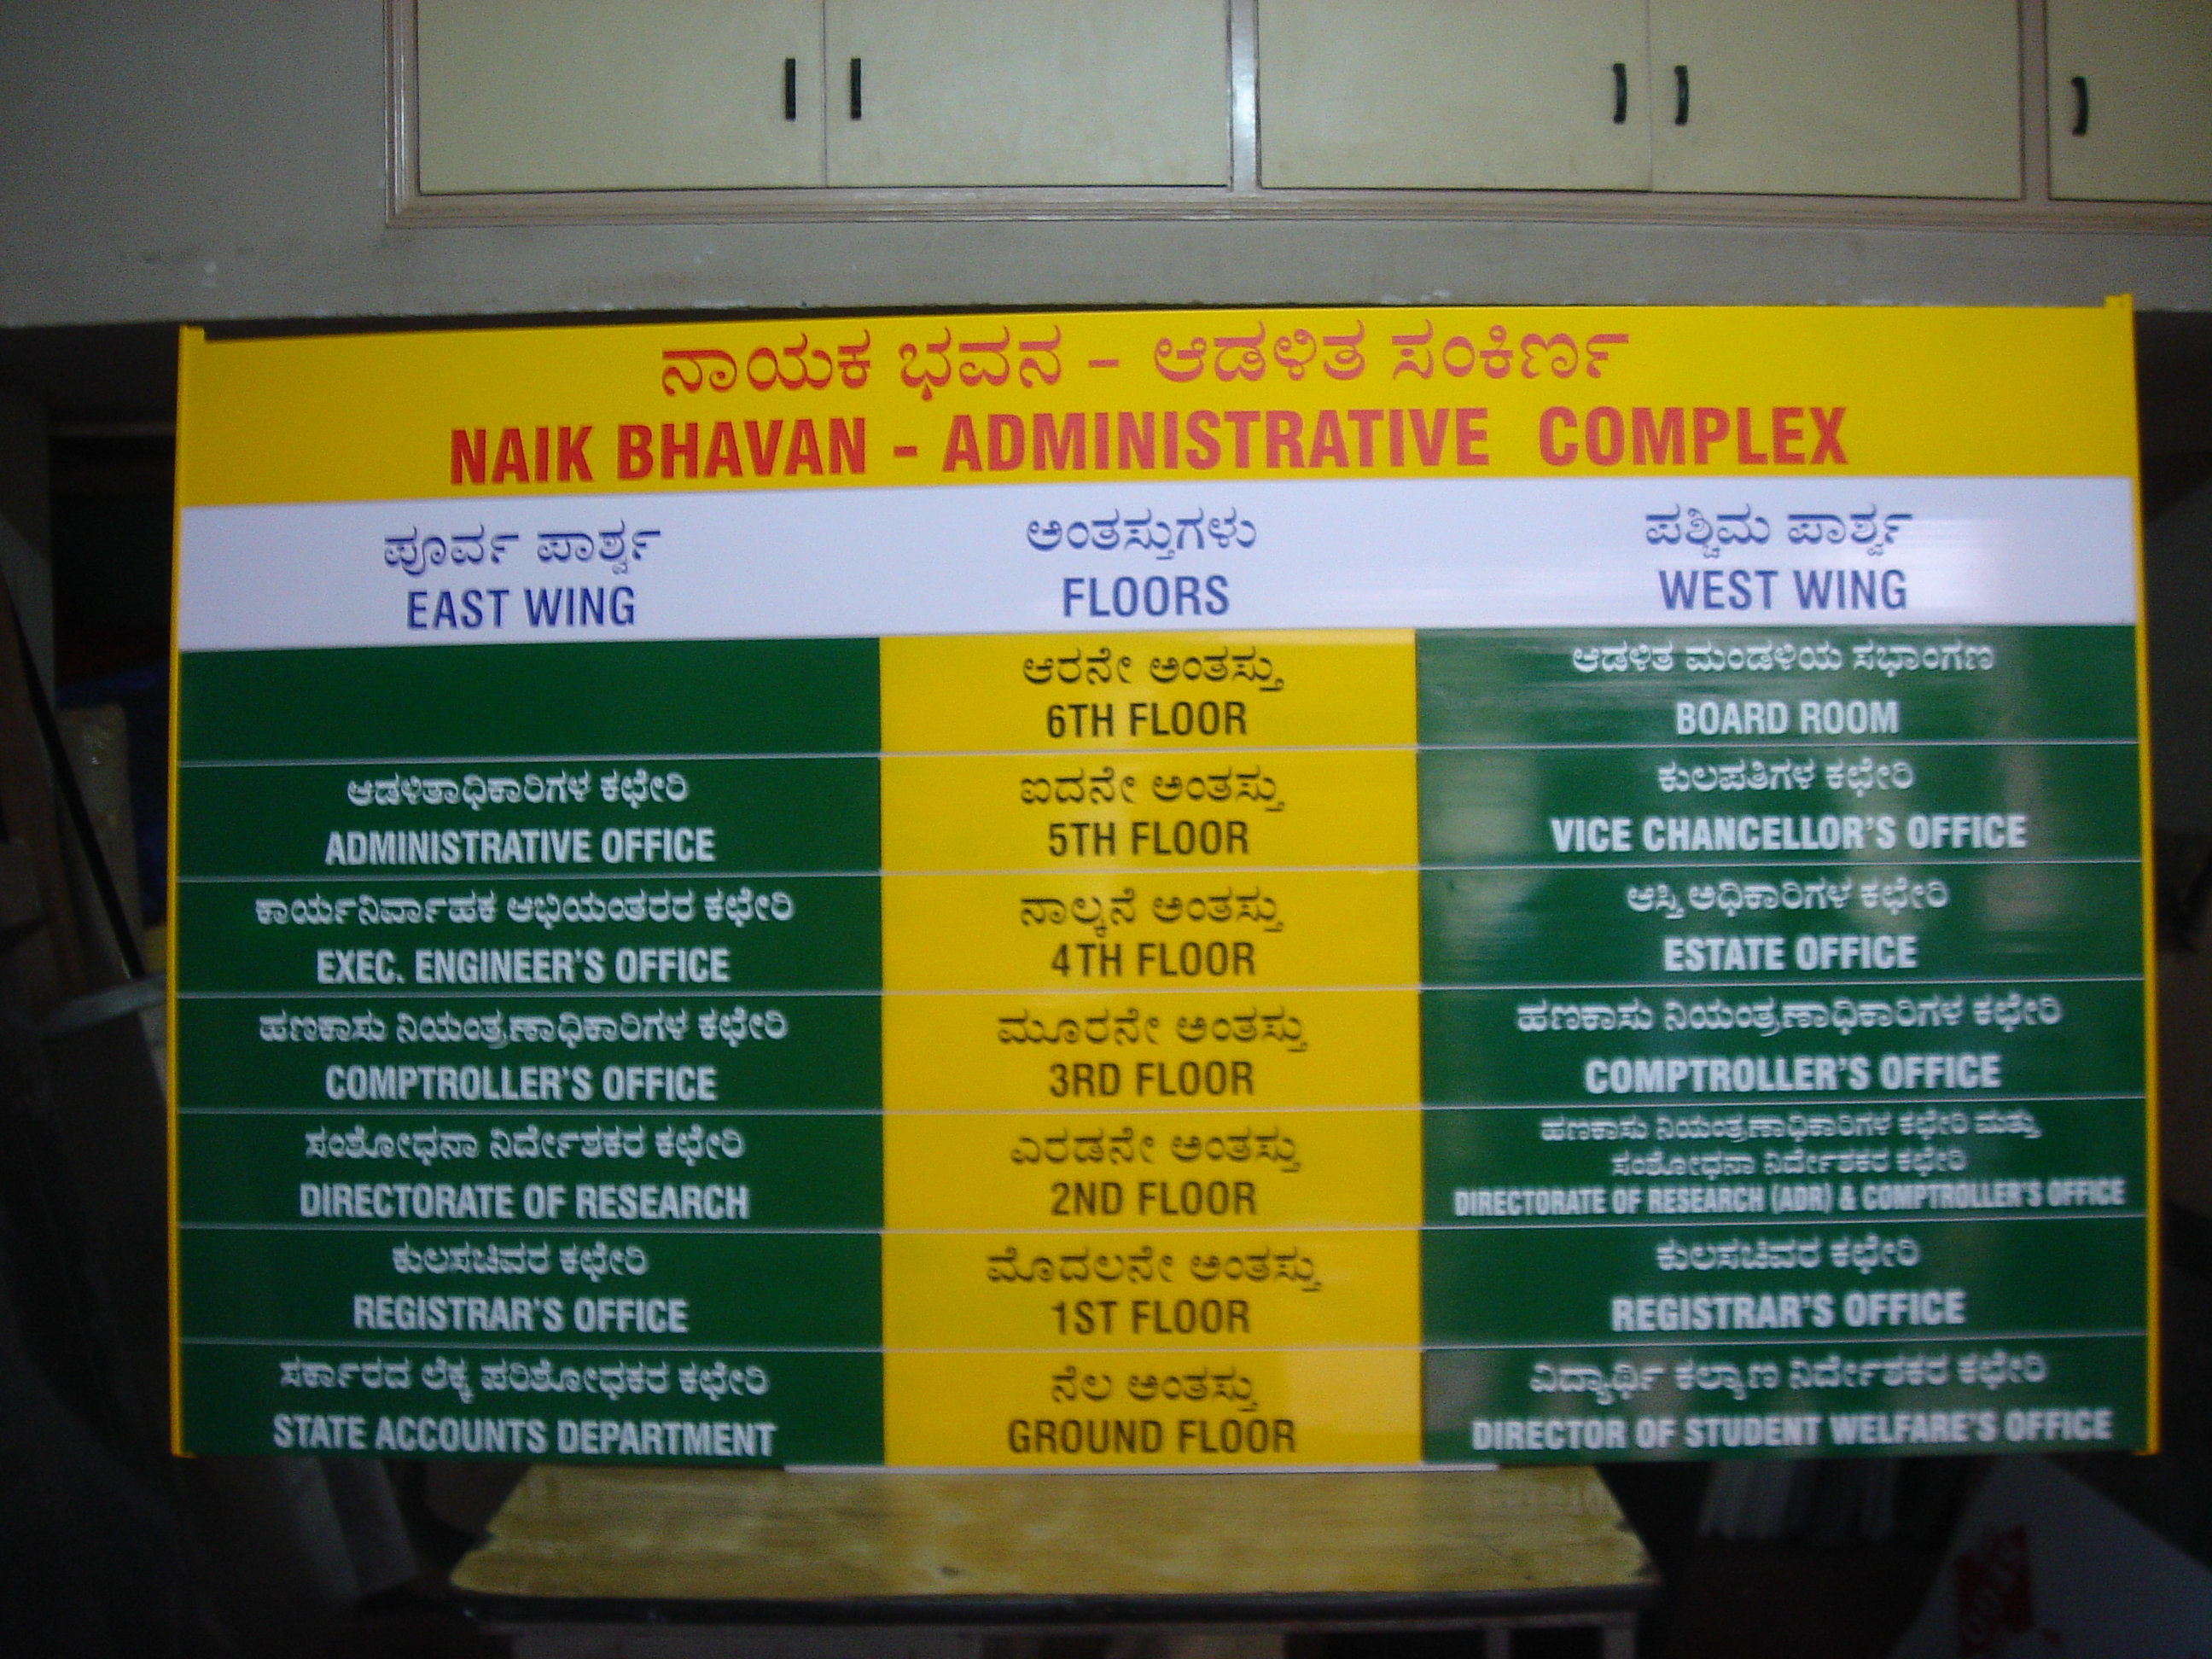 ನಾಯಕ ಭವನ - ಆಡಳಿತ ಸಂಕಿರ್ಣ
NAIK BHAVAN - ADMINISTRATIVE COMPLEX
ಪೂರ್ವ ಪಾರ್ಶ್ವ ಅಂತಸ್ತುಗಳು ಪಶ್ಚಿಮ ಪಾರ್ಶ್ವ
EAST WING FLOORS WEST WING
ಆರನೇ ಅಂತಸ್ತು ಆಡಳಿತ ಮಂಡಳಿಯ ಸಭಾಂಗಣ
6TH FLOOR BOARD ROOM
ಆಡಳಿತಾಧಿಕಾರಿಗಳ ಕಛೇರಿ ಐದನೇ ಅಂತಸ್ತು ಕುಲಪತಿಗಳ ಕಛೇರಿ
ADMINISTRATIVE OFFICE 5TH FLOOR VICE CHANCELLOR'S OFFICE
ಕಾರ್ಯನಿರ್ವಾಹಕ ಆಭಿಯಂತರರ ಕಛೇರಿ ನಾಲ್ಕನೆ ಅಂತಸ್ತು ಆಸ್ತಿ ಅಧಿಕಾರಿಗಳ ಕಛೇರಿ
EXEC. ENGINEER'S OFFICE 4TH FLOOR ESTATE OFFICE
ಹಣಕಾಸು ನಿಯಂತ್ರಣಾಧಿಕಾರಿಗಳ ಕಛೇರಿ ಮೂರನೇ ಅಂತಸ್ತು ಹಣಕಾಸು ನಿಯಂತ್ರಣಾಧಿಕಾರಿಗಳ ಕಛೇರಿ
COMPTROLLER'S OFFICE 3RD FLOOR COMPTROLLER'S OFFICE
ಸಂಶೋಧನಾ ನಿರ್ದೇಶಕರ ಕಛೇರಿ ಎರಡನೇ ಅಂತಸ್ತು ಹಣಕಾಸು ನಿಯಂತ್ರಣಾಧಿಕಾರಿಗಳ ಕಛೇರಿ ಮತ್ತು
ಸಂಶೋಧನಾ ನಿರ್ದೇಶಕರ ಕಛೇರಿ
DIRECTORATE OF RESEARCH 2ND FLOOR DIRECTORATE OF RESEARCH (ADR) & COMPTROLLER'S OFFICE
ಕುಲಸಚಿವರ ಕಛೇರಿ ಮೊದಲನೇ ಅಂತಸ್ತು ಕುಲಸಚಿವರ ಕಛೇರಿ
REGISTRAR'S OFFICE 1ST FLOOR REGISTRAR'S OFFICE
ಸರ್ಕಾರದ ಲೆಕ್ಕ ಪರಿಶೋಧಕರ ಕಛೇರಿ ನೆಲ ಅಂತಸ್ತು ವಿದ್ಯಾರ್ಥಿ ಕಲ್ಯಾಣ ನಿರ್ದೇಶಕರ ಕಛೇರಿ
STATE ACCOUNTS DEPARTMENT GROUND FLOOR DIRECTOR OF STUDENT WELFARE'S OFFICE